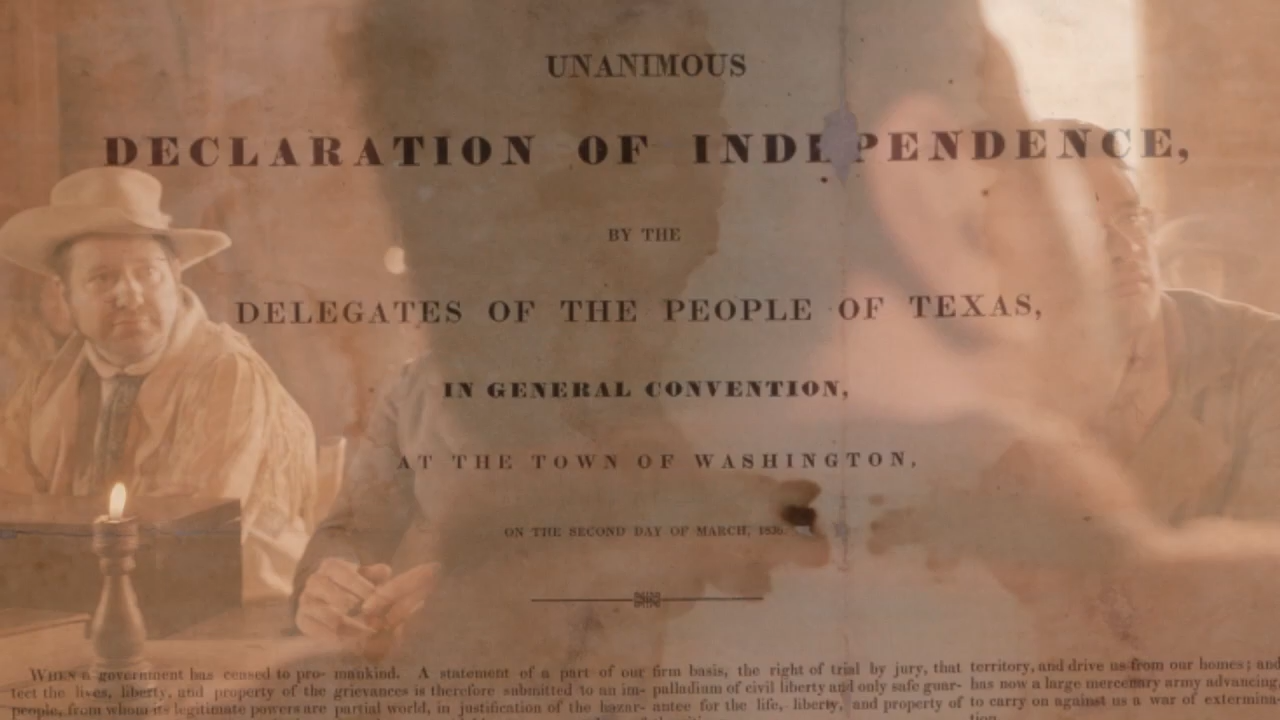 UNANIMOUS
DECLARATION OF INDEPENDENCE,
BY THE
DELEGATES OF THE PEOPLE OF TEXAS,
IN GENERAL CONVENTION,
AT THE TOWN OF WASHINGTON,
ON THE SECOND DAY OF MARCH, 1836.
WHEN a government has ceased to pro-
tect the lives, liberty, and property of the
people, from whom its legitimate powers are
mankind. A statement of a part of our
grievances is therefore submitted to an im-
partial world, in justification of the hazar-
firm basis, the right of trial by jury, that
palladium of civil liberty and only safe guar-
antee for the life, liberty, and property of
territory, and drive us from our homes; and
has now a large mercenary army advancing,
to carry on against us a war of extermina-
tion